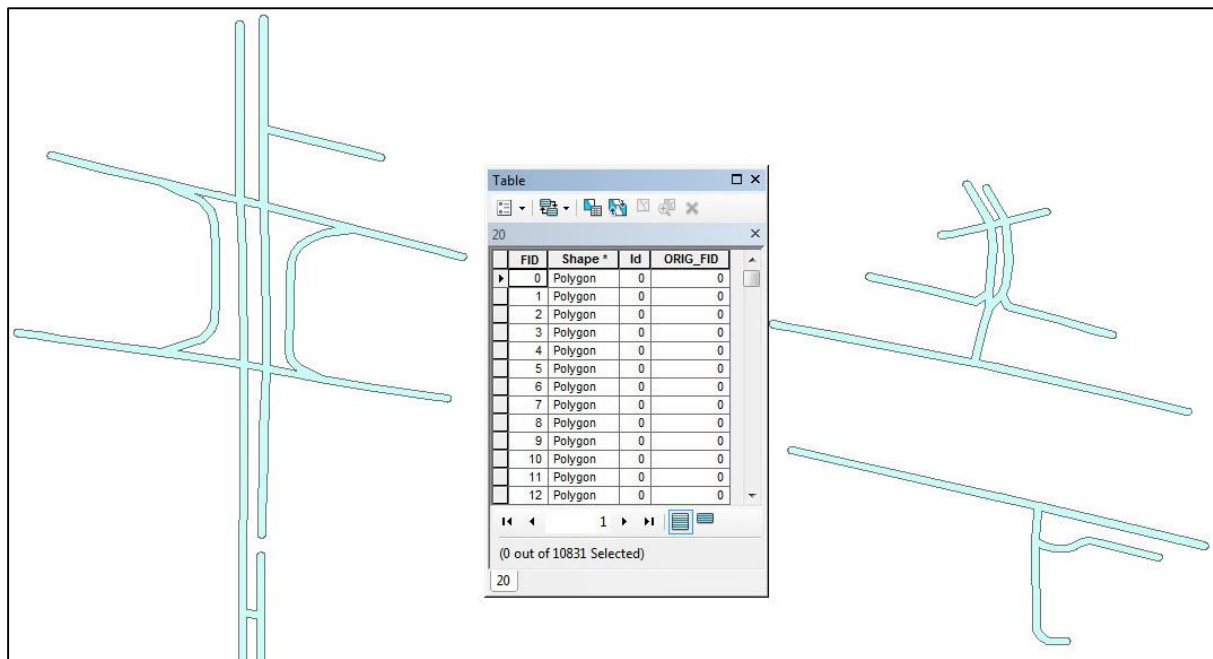 Table
20
FID Shape * Id ORIG_FID
0 Polygon 0 0
1 Polygon 0 0
2 Polygon 0 0
3 Polygon 0 0
4 Polygon 0 0
5 Polygon 0 0
6 Polygon 0 0
7 Polygon 0 0
8 Polygon 0 0
9 Polygon 0 0
10 Polygon 0 0
11 Polygon 0 0
12 Polygon 0 0
1
(0 out of 10831 Selected)
20